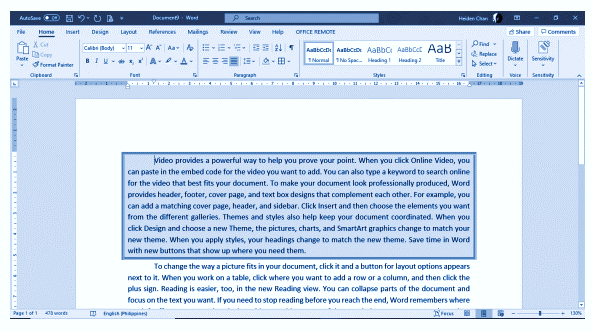 AutoSave Off Document9 - Word Search Heiden Chan
File Home Insert Draw Design Layout References Mailings Review View Help OFFICE REMOTE Share Comments
Paste Cut Copy Format Painter Calibri (Body) 11 Find Replace Select Dictate Sensitivity
AaBbCcDc AaBbCcDc AaBbCc AaBbCcC AaB
¶ Normal ¶ No Spac... Heading 1 Heading 2 Title
Clipboard Font Paragraph Styles Editing Voice Sensitivity
Video provides a powerful way to help you prove your point. When you click Online Video, you
can paste in the embed code for the video you want to add. You can also type a keyword to search online
for the video that best fits your document. To make your document look professionally produced, Word
provides header, footer, cover page, and text box designs that complement each other. For example, you
can add a matching cover page, header, and sidebar. Click Insert and then choose the elements you want
from the different galleries. Themes and styles also help keep your document coordinated. When you
click Design and choose a new Theme, the pictures, charts, and SmartArt graphics change to match your
new theme. When you apply styles, your headings change to match the new theme. Save time in Word
with new buttons that show up where you need them.
To change the way a picture fits in your document, click it and a button for layout options appears
next to it. When you work on a table, click where you want to add a row or a column, and then click the
plus sign. Reading is easier, too, in the new Reading view. You can collapse parts of the document and
focus on the text you want. If you need to stop reading before you reach the end, Word remembers where
Page 1 of 1 478 words English (Philippines) Focus 130%